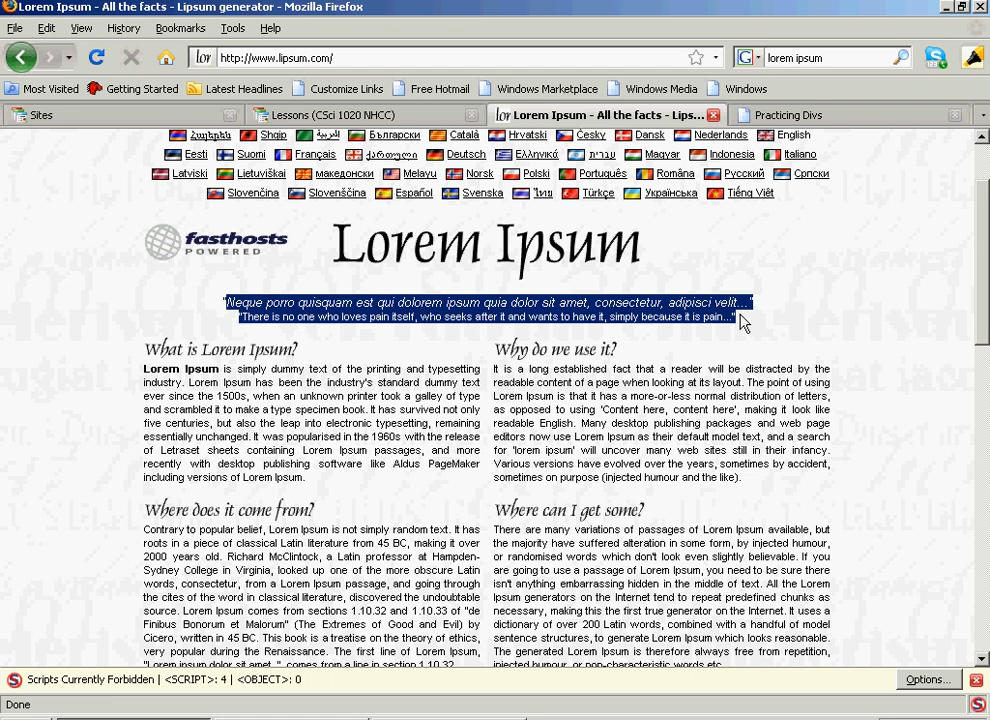 Lorem Ipsum - All the facts - Lipsum generator - Mozilla Firefox
File Edit View History Bookmarks Tools Help
lor http://www.lipsum.com/ G lorem ipsum
Most Visited Getting Started Latest Headlines Customize Links Free Hotmail Windows Marketplace Windows Media Windows
Sites Lessons (CSci 1020 NHCC) lor Lorem Ipsum - All the facts - Lips... Practicing Divs
Հայերեն Shqip العربية Български Català Hrvatski Česky Dansk Nederlands English
Eesti Suomi Français ქართული Deutsch Ελληνικά עברית Magyar Indonesia Italiano
Latviski Lietuviškai македонски Melayu Norsk Polski Português Româna Русский Српски
Slovenčina Slovenščina Español Svenska ไทย Türkçe Українська Tiếng Việt
fasthosts
POWERED
Lorem Ipsum
"Neque porro quisquam est qui dolorem ipsum quia dolor sit amet, consectetur, adipisci velit..."
"There is no one who loves pain itself, who seeks after it and wants to have it, simply because it is pain..."
What is Lorem Ipsum?
Lorem Ipsum is simply dummy text of the printing and typesetting
industry. Lorem Ipsum has been the industry's standard dummy text
ever since the 1500s, when an unknown printer took a galley of type
and scrambled it to make a type specimen book. It has survived not only
five centuries, but also the leap into electronic typesetting, remaining
essentially unchanged. It was popularised in the 1960s with the release
of Letraset sheets containing Lorem Ipsum passages, and more
recently with desktop publishing software like Aldus PageMaker
including versions of Lorem Ipsum.
Why do we use it?
It is a long established fact that a reader will be distracted by the
readable content of a page when looking at its layout. The point of using
Lorem Ipsum is that it has a more-or-less normal distribution of letters,
as opposed to using 'Content here, content here', making it look like
readable English. Many desktop publishing packages and web page
editors now use Lorem Ipsum as their default model text, and a search
for 'lorem ipsum' will uncover many web sites still in their infancy.
Various versions have evolved over the years, sometimes by accident,
sometimes on purpose (injected humour and the like).
Where does it come from?
Contrary to popular belief, Lorem Ipsum is not simply random text. It has
roots in a piece of classical Latin literature from 45 BC, making it over
2000 years old. Richard McClintock, a Latin professor at Hampden-
Sydney College in Virginia, looked up one of the more obscure Latin
words, consectetur, from a Lorem Ipsum passage, and going through
the cites of the word in classical literature, discovered the undoubtable
source. Lorem Ipsum comes from sections 1.10.32 and 1.10.33 of "de
Finibus Bonorum et Malorum" (The Extremes of Good and Evil) by
Cicero, written in 45 BC. This book is a treatise on the theory of ethics,
very popular during the Renaissance. The first line of Lorem Ipsum,
"Lorem ipsum dolor sit amet..", comes from a line in section 1.10.32.
Where can I get some?
There are many variations of passages of Lorem Ipsum available, but
the majority have suffered alteration in some form, by injected humour,
or randomised words which don't look even slightly believable. If you
are going to use a passage of Lorem Ipsum, you need to be sure there
isn't anything embarrassing hidden in the middle of text. All the Lorem
Ipsum generators on the Internet tend to repeat predefined chunks as
necessary, making this the first true generator on the Internet. It uses a
dictionary of over 200 Latin words, combined with a handful of model
sentence structures, to generate Lorem Ipsum which looks reasonable.
The generated Lorem Ipsum is therefore always free from repetition,
injected humour, or non-characteristic words etc.
Scripts Currently Forbidden | <SCRIPT>: 4 | <OBJECT>: 0 Options...
Done